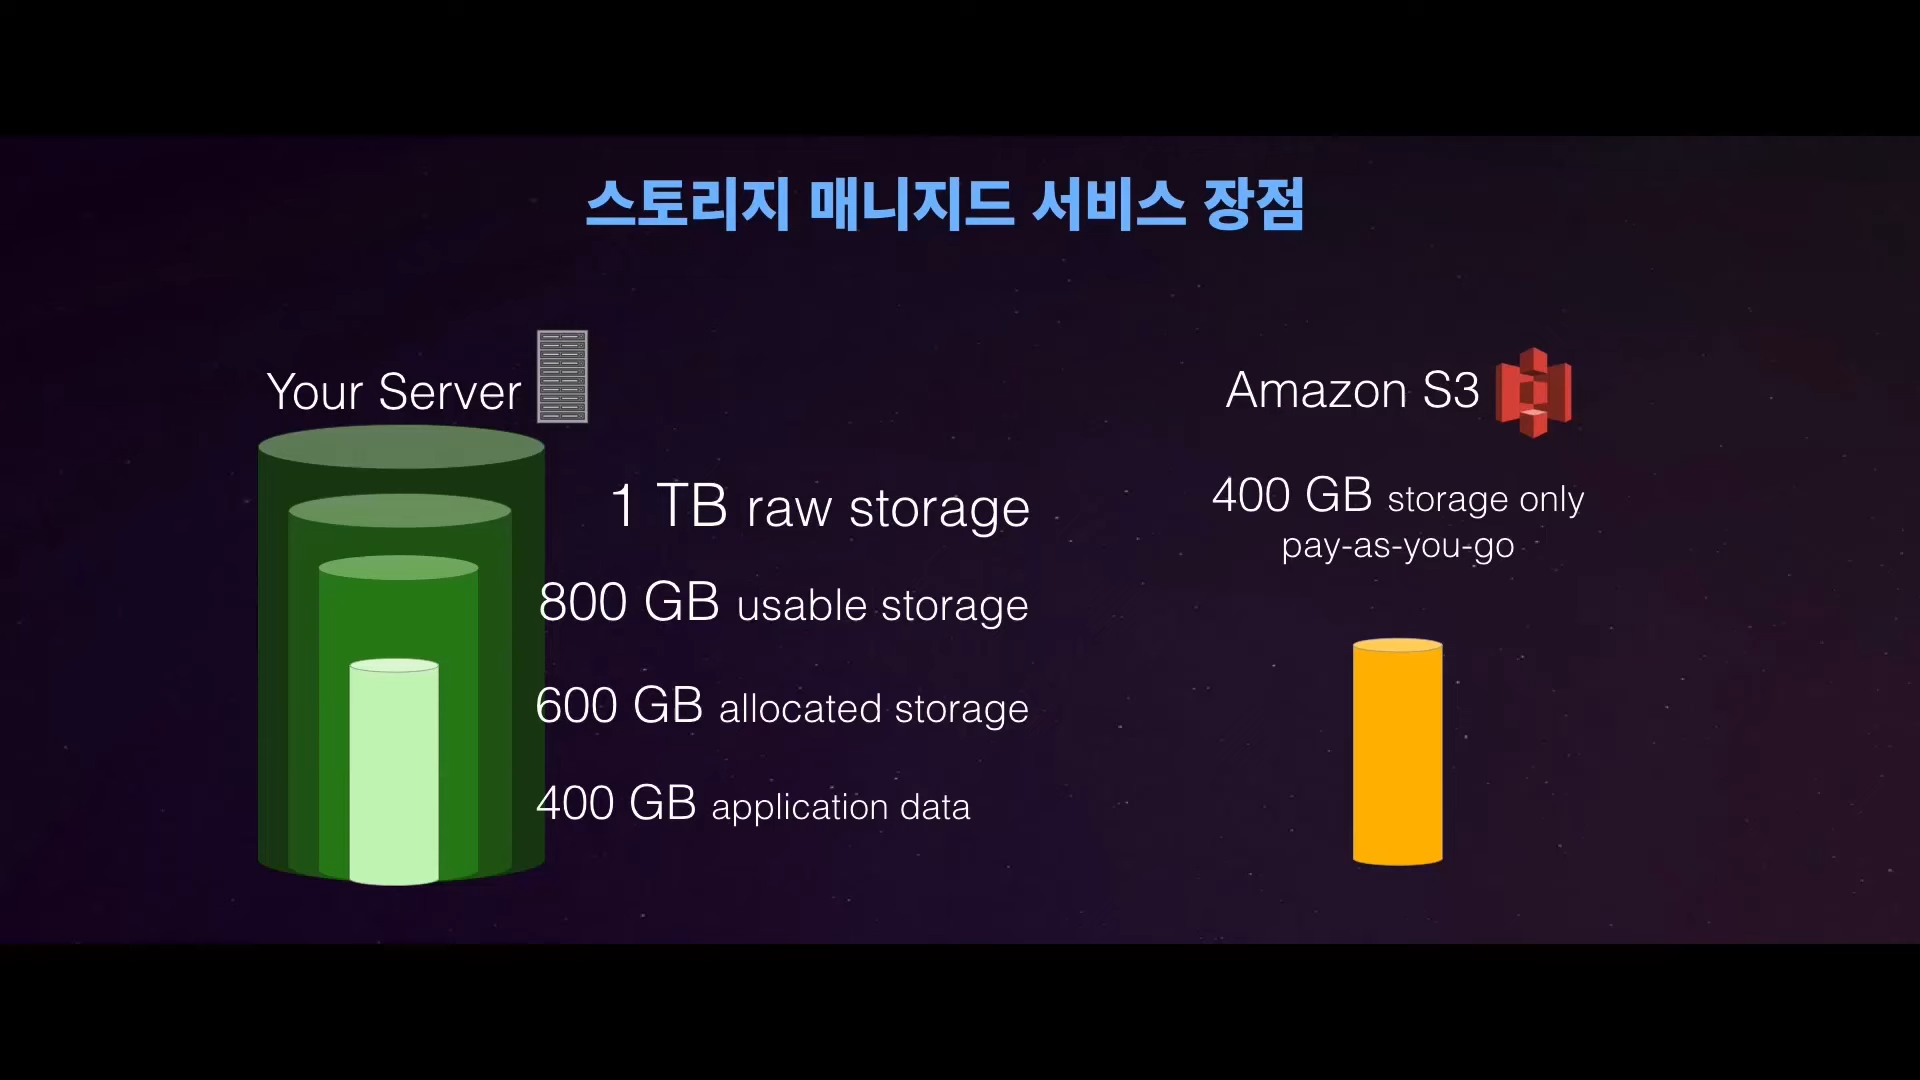 스토리지 매니지드 서비스 장점
Your Server
1 TB raw storage
800 GB usable storage
600 GB allocated storage
400 GB application data
Amazon S3
400 GB storage only
pay-as-you-go